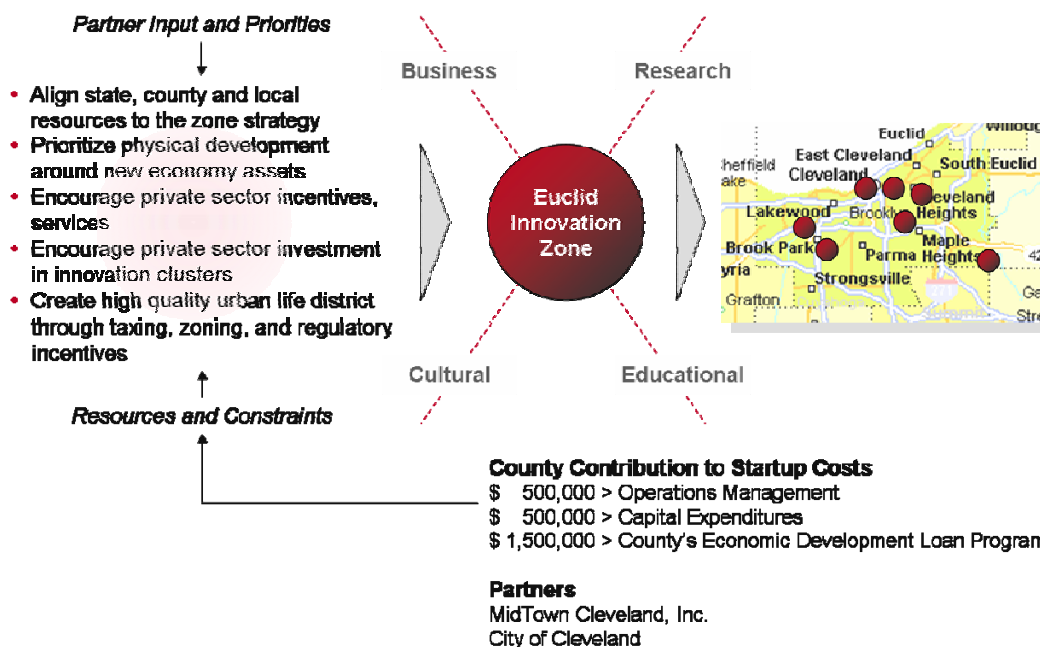 Partner Input and Priorities
• Align state, county and local
resources to the zone strategy
• Prioritize physical development
around new economy assets
• Encourage private sector incentives,
services
• Encourage private sector investment
in innovation clusters
• Create high quality urban life district
through taxing, zoning, and regulatory
incentives
Resources and Constraints
Business
Research
Euclid
Innovation
Zone
Cultural
Educational
Euclid
East Cleveland
South Euclid
Cleveland
Sheffield
Lake
Lakewood
Cleveland
Heights
Brook Park
Parma
Maple
Heights
Strongsville
Grafton
271
County Contribution to Startup Costs
$ 500,000 > Operations Management
$ 500,000 > Capital Expenditures
$ 1,500,000 > County's Economic Development Loan Program
Partners
MidTown Cleveland, Inc.
City of Cleveland